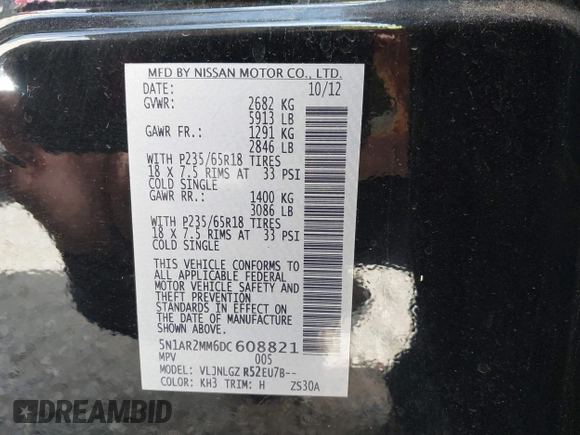 MFD BY NISSAN MOTOR CO., LTD.
DATE: 10/12
GVWR: 2682 KG
5913 LB
GAWR FR.: 1291 KG
2846 LB
WITH P235/65R18 TIRES
18 X 7.5 RIMS AT 33 PSI
COLD SINGLE
GAWR RR.: 1400 KG
3086 LB
WITH P235/65R18 TIRES
18 X 7.5 RIMS AT 33 PSI
COLD SINGLE
THIS VEHICLE CONFORMS TO
ALL APPLICABLE FEDERAL
MOTOR VEHICLE SAFETY AND
THEFT PREVENTION
STANDARDS IN EFFECT ON
THE DATE OF MANUFACTURE
SHOWN ABOVE.
5N1AR2MM6DC608821
MPV 005
MODEL: VLJNLGZ R52EU7B--
COLOR: KH3 TRIM: H ZS30A
DREAMBID